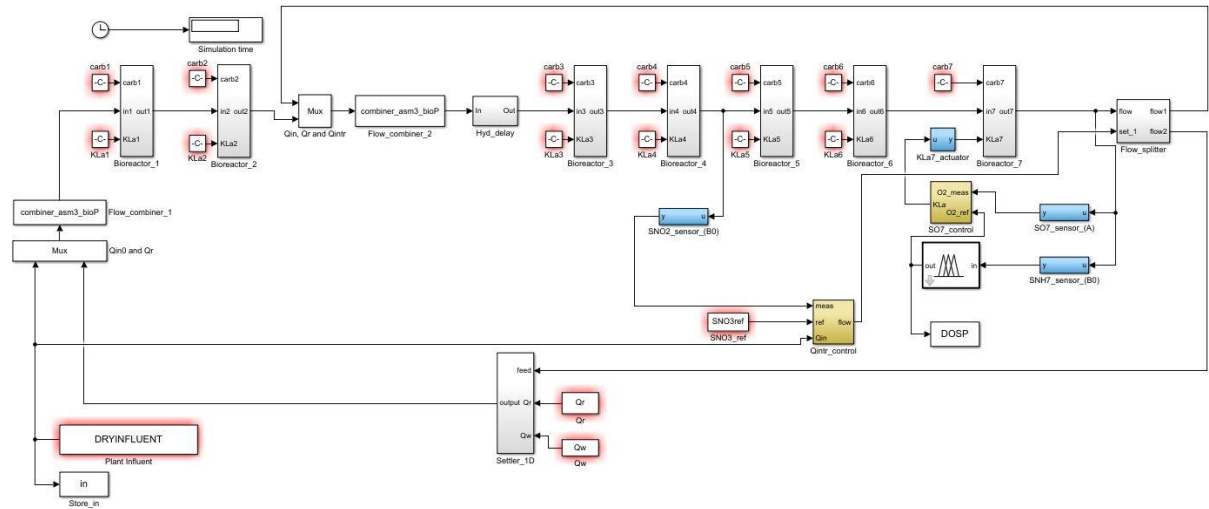 Simulation time
carb1
-C-
carb1
in1 out1
-C-
KLa1
KLa1
Bioreactor_1
carb2
-C-
carb2
in2 out2
-C-
KLa2
KLa2
Bioreactor_2
Mux
Qin, Qr and Qintr
combiner_asm3_bioP
Flow_combiner_2
In Out
Hyd_delay
carb3
-C-
carb3
in3 out3
-C-
KLa3
KLa3
Bioreactor_3
carb4
-C-
carb4
in4 out4
-C-
KLa4
KLa4
Bioreactor_4
carb5
-C-
carb5
in5 out5
-C-
KLa5
KLa5
Bioreactor_5
carb6
-C-
carb6
in6 out6
-C-
KLa6
KLa6
Bioreactor_6
carb7
-C-
carb7
in7 out7
u y
KLa7
KLa7_actuator
Bioreactor_7
flow flow1
set_1 flow2
Flow_splitter
combiner_asm3_bioP
Flow_combiner_1
Mux
Qin0 and Qr
y u
SNO2_sensor_(B0)
O2_meas
KLa
O2_ref
SO7_control
y u
SO7_sensor_(A)
out in
y u
SNH7_sensor_(B0)
DOSP
SNO3ref
SNO3_ref
meas
ref flow
Qin
Qintr_control
feed
output Qr
Qw
Settler_1D
Qr
Qr
Qw
Qw
DRYINFLUENT
Plant Influent
in
Store_in